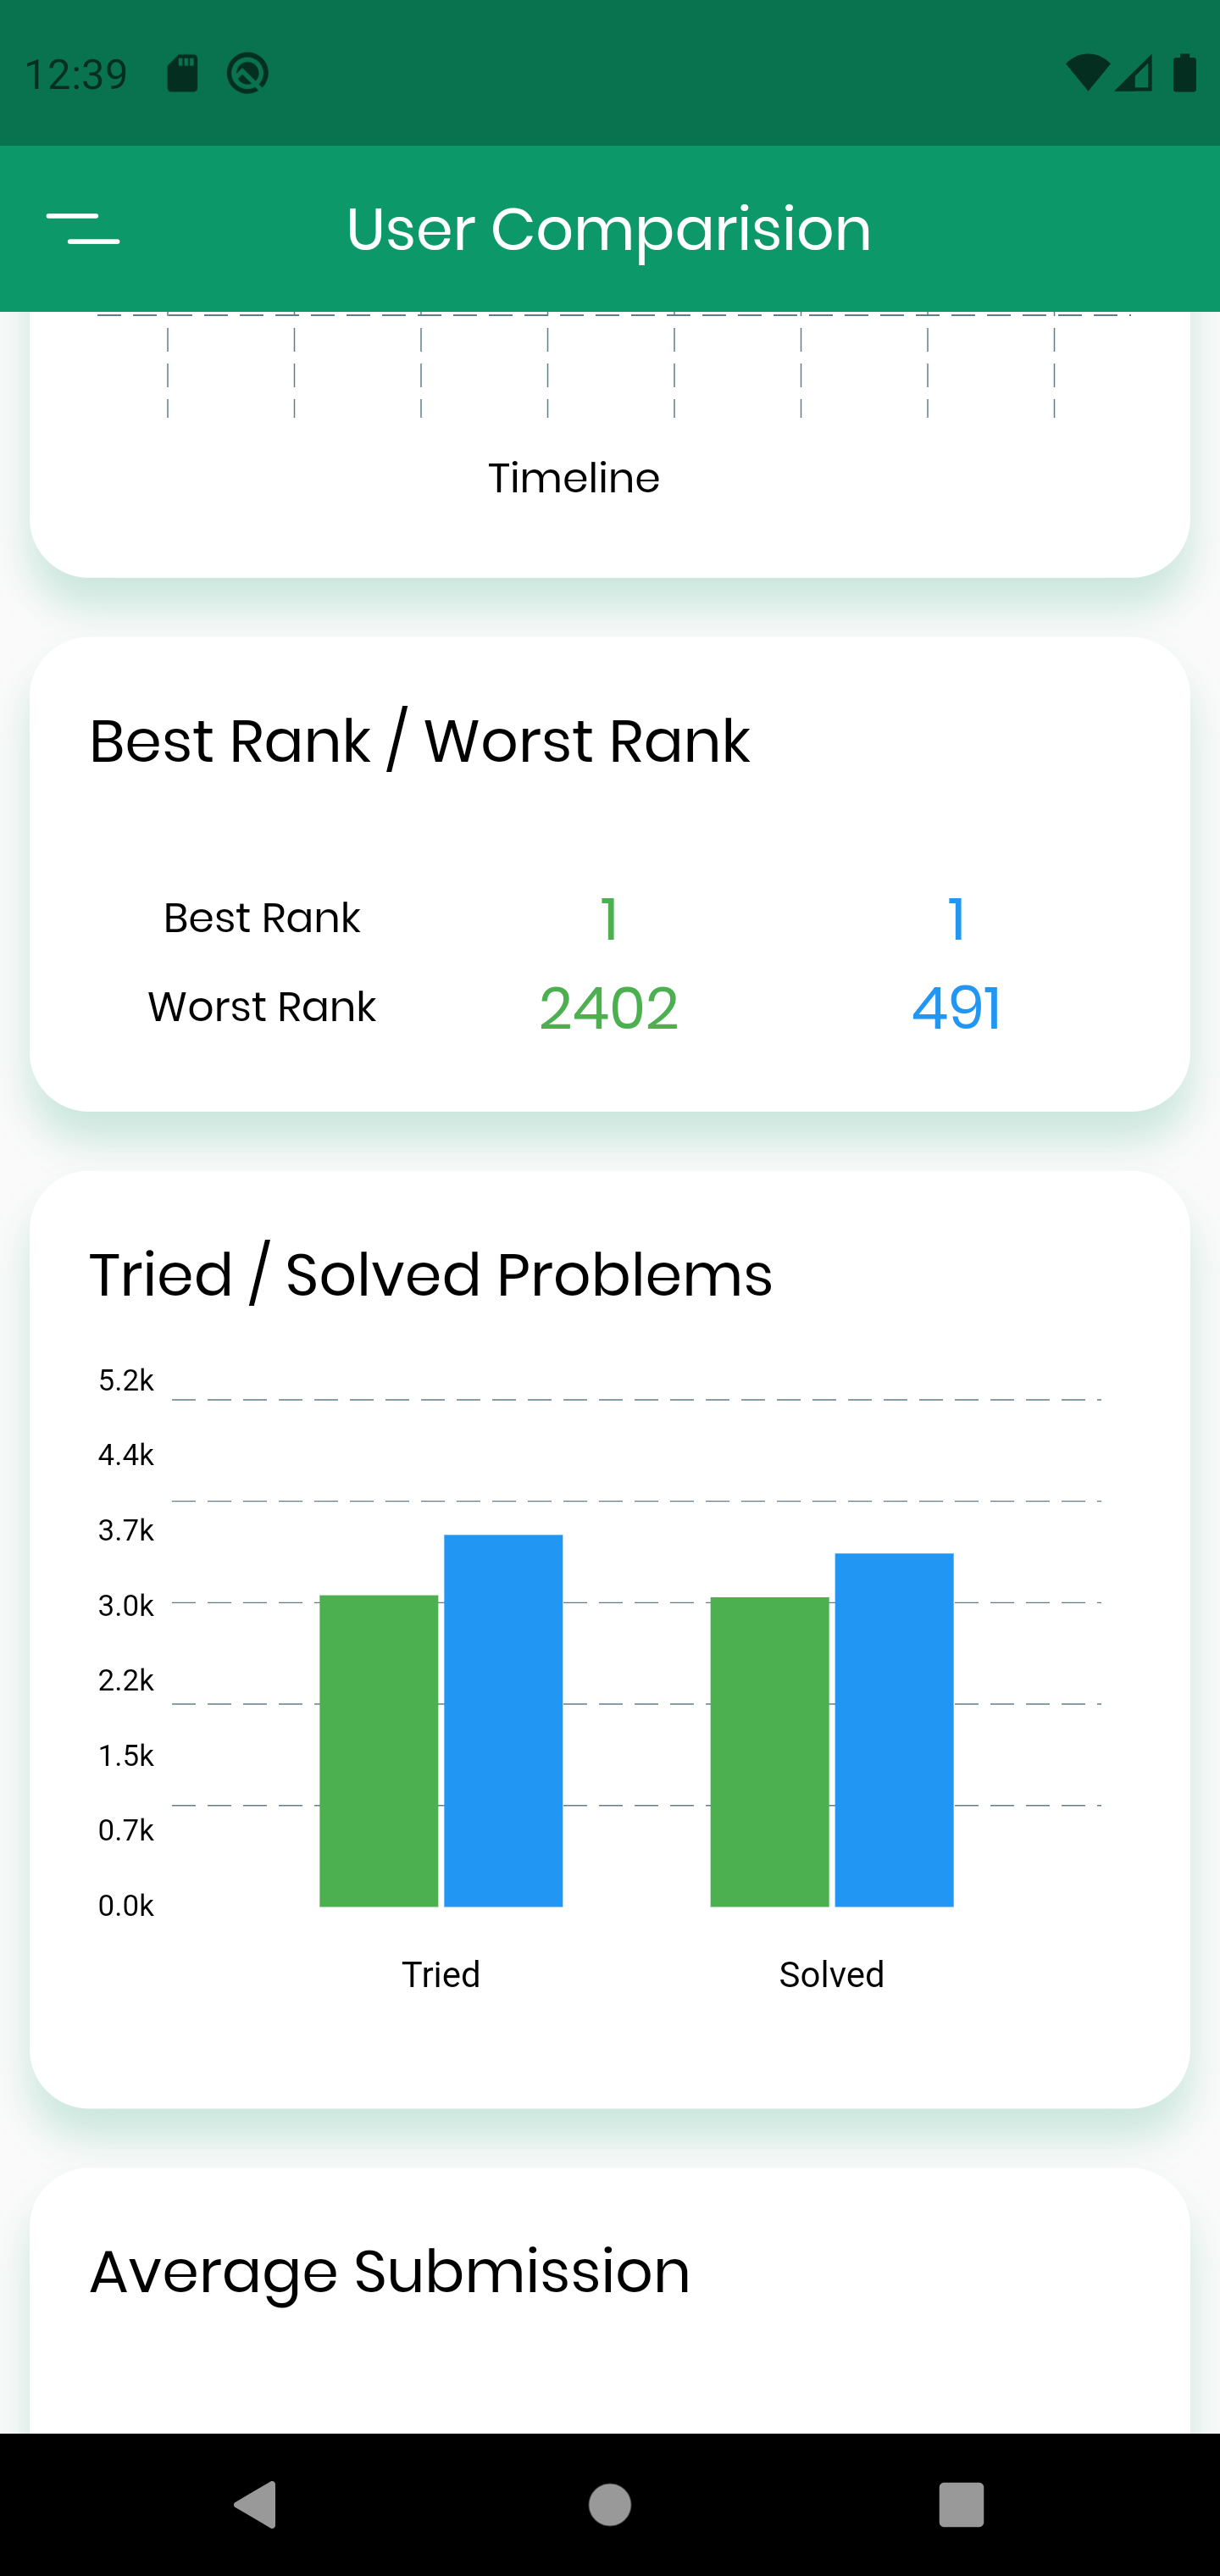 12:39
User Comparision
Timeline
Best Rank / Worst Rank
Best Rank 1 1
Worst Rank 2402 491
Tried / Solved Problems
5.2k
4.4k
3.7k
3.0k
2.2k
1.5k
0.7k
0.0k
Tried Solved
Average Submission